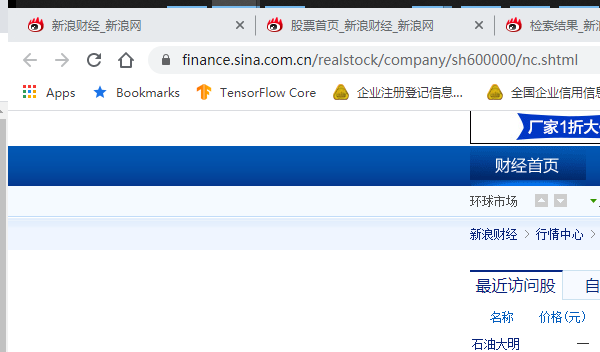 新浪财经_新浪网
股票首页_新浪财经_新浪网
检索结果_新
finance.sina.com.cn/realstock/company/sh600000/nc.shtml
Apps
Bookmarks
TensorFlow Core
企业注册登记信息...
全国企业信用信息
厂家1折大
财经首页
环球市场
新浪财经 > 行情中心 >
最近访问股
自
名称
价格(元)
石油大明
—